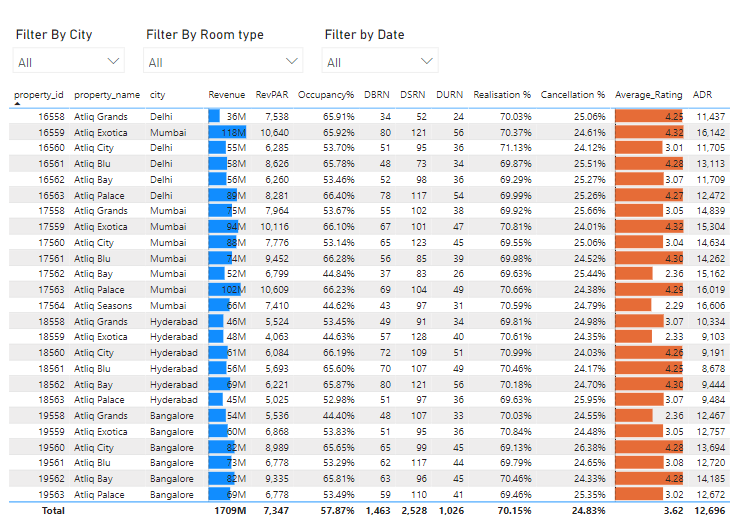 Filter By City Filter By Room type Filter by Date
All All All
property_id property_name city Revenue RevPAR Occupancy% DBRN DSRN DURN Realisation % Cancellation % Average_Rating ADR
16558 Atliq Grands Delhi 36M 7,538 65.91% 34 52 24 70.03% 25.06% 4.25 11,437
16559 Atliq Exotica Mumbai 118M 10,640 65.92% 80 121 56 70.37% 24.61% 4.32 16,142
16560 Atliq City Delhi 55M 6,285 53.70% 51 95 36 71.13% 24.12% 3.01 11,705
16561 Atliq Blu Delhi 58M 8,626 65.78% 48 73 34 69.87% 25.51% 4.28 13,113
16562 Atliq Bay Delhi 56M 6,260 53.46% 52 98 36 69.29% 25.27% 3.07 11,709
16563 Atliq Palace Delhi 89M 8,281 66.40% 78 117 54 69.99% 25.26% 4.27 12,472
17558 Atliq Grands Mumbai 75M 7,964 53.67% 55 102 38 69.92% 25.66% 3.05 14,839
17559 Atliq Exotica Mumbai 94M 10,116 66.10% 67 101 47 70.81% 24.01% 4.32 15,304
17560 Atliq City Mumbai 88M 7,776 53.14% 65 123 45 69.55% 25.06% 3.04 14,634
17561 Atliq Blu Mumbai 74M 9,452 66.28% 56 85 39 69.98% 24.52% 4.30 14,262
17562 Atliq Bay Mumbai 52M 6,799 44.84% 37 83 26 69.63% 25.44% 2.36 15,162
17563 Atliq Palace Mumbai 102M 10,609 66.23% 69 104 49 70.66% 24.38% 4.29 16,019
17564 Atliq Seasons Mumbai 66M 7,410 44.62% 43 97 31 70.59% 24.79% 2.29 16,606
18558 Atliq Grands Hyderabad 46M 5,524 53.45% 49 91 34 69.81% 24.98% 3.07 10,334
18559 Atliq Exotica Hyderabad 48M 4,063 44.63% 57 128 40 70.61% 24.35% 2.33 9,103
18560 Atliq City Hyderabad 61M 6,084 66.19% 72 109 51 70.99% 24.03% 4.26 9,191
18561 Atliq Blu Hyderabad 56M 5,693 65.60% 70 107 49 70.46% 24.17% 4.25 8,678
18562 Atliq Bay Hyderabad 69M 6,221 65.87% 80 121 56 70.18% 24.70% 4.30 9,444
18563 Atliq Palace Hyderabad 45M 5,025 52.98% 51 97 36 69.63% 25.95% 3.07 9,484
19558 Atliq Grands Bangalore 54M 5,536 44.40% 48 107 33 70.03% 24.55% 2.36 12,467
19559 Atliq Exotica Bangalore 60M 6,868 53.83% 51 95 36 70.84% 24.48% 3.05 12,757
19560 Atliq City Bangalore 82M 8,989 65.65% 65 99 45 69.13% 26.38% 4.28 13,694
19561 Atliq Blu Bangalore 73M 6,778 53.29% 62 117 44 69.79% 24.65% 3.08 12,720
19562 Atliq Bay Bangalore 82M 9,335 65.81% 63 96 45 70.46% 24.33% 4.28 14,185
19563 Atliq Palace Bangalore 69M 6,778 53.49% 59 110 41 69.46% 25.35% 3.02 12,672
Total 1709M 7,347 57.87% 1,463 2,528 1,026 70.15% 24.83% 3.62 12,696